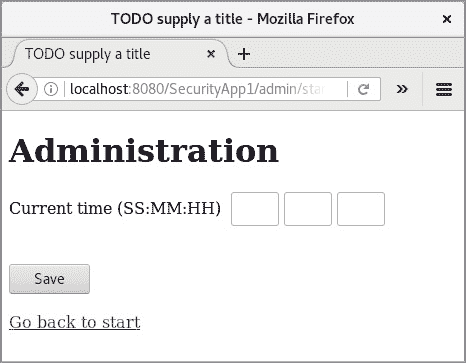 TODO supply a title - Mozilla Firefox
TODO supply a title
localhost:8080/SecurityApp1/admin/sta
Administration
Current time (SS:MM:HH)
Save
Go back to start